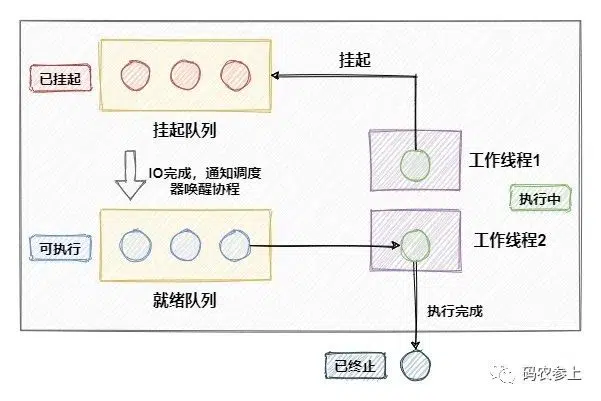 已挂起
挂起
挂起队列
工作线程1
IO完成，通知调度
器唤醒协程
执行中
可执行
工作线程2
就绪队列
执行完成
已终止
码农参上